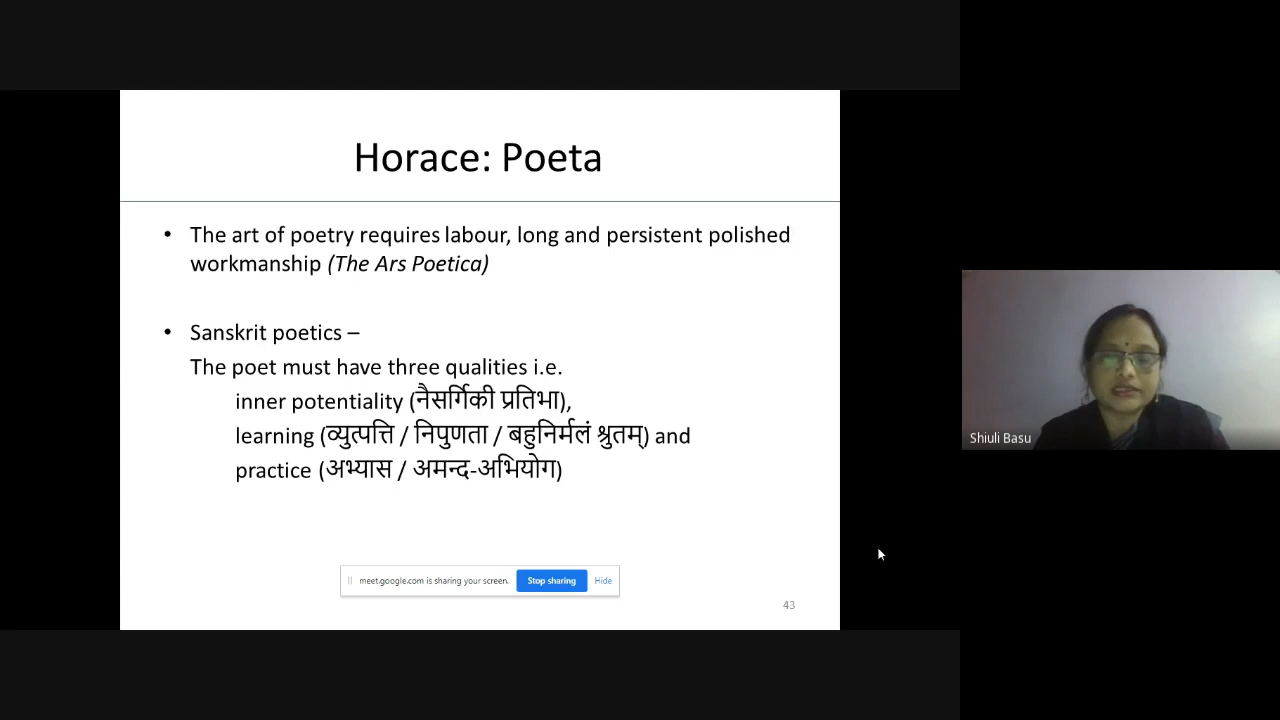 Horace: Poeta
• The art of poetry requires labour, long and persistent polished
workmanship (The Ars Poetica)
• Sanskrit poetics –
The poet must have three qualities i.e.
inner potentiality (नैसर्गिकी प्रतिभा),
learning (व्युत्पत्ति / निपुणता / बहुनिर्मलं श्रुतम्) and
practice (अभ्यास / अमन्द-अभियोग)
meet.google.com is sharing your screen. Stop sharing Hide
43
Shiuli Basu